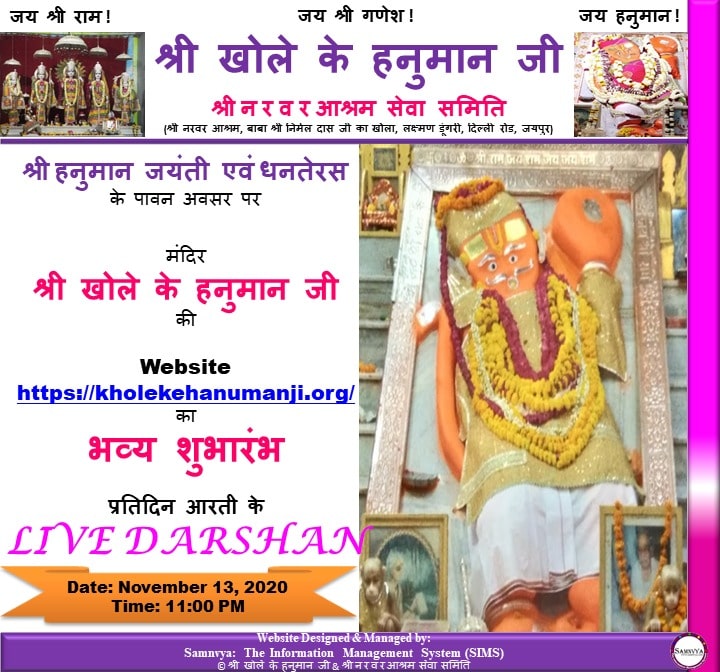 जय श्री राम!
जय श्री गणेश!
जय हनुमान!
श्री खोले के हनुमान जी
श्री नरवर आश्रम सेवा समिति
(श्री नरवर आश्रम, बाबा श्री निर्मल दास जी का खोला, लक्ष्मण डूंगरी, दिल्ली रोड, जयपुर)
श्री हनुमान जयंती एवं धनतेरस
के पावन अवसर पर
मंदिर
श्री खोले के हनुमान जी
की
Website
https://kholekehanumanji.org/
का
भव्य शुभारंभ
प्रतिदिन आरती के
LIVE DARSHAN
Date: November 13, 2020
Time: 11:00 PM
Website Designed & Managed by:
Samnvya: The Information Management System (SIMS)
© श्री खोले के हनुमान जी & श्री नरवर आश्रम सेवा समिति
SAMNVYA